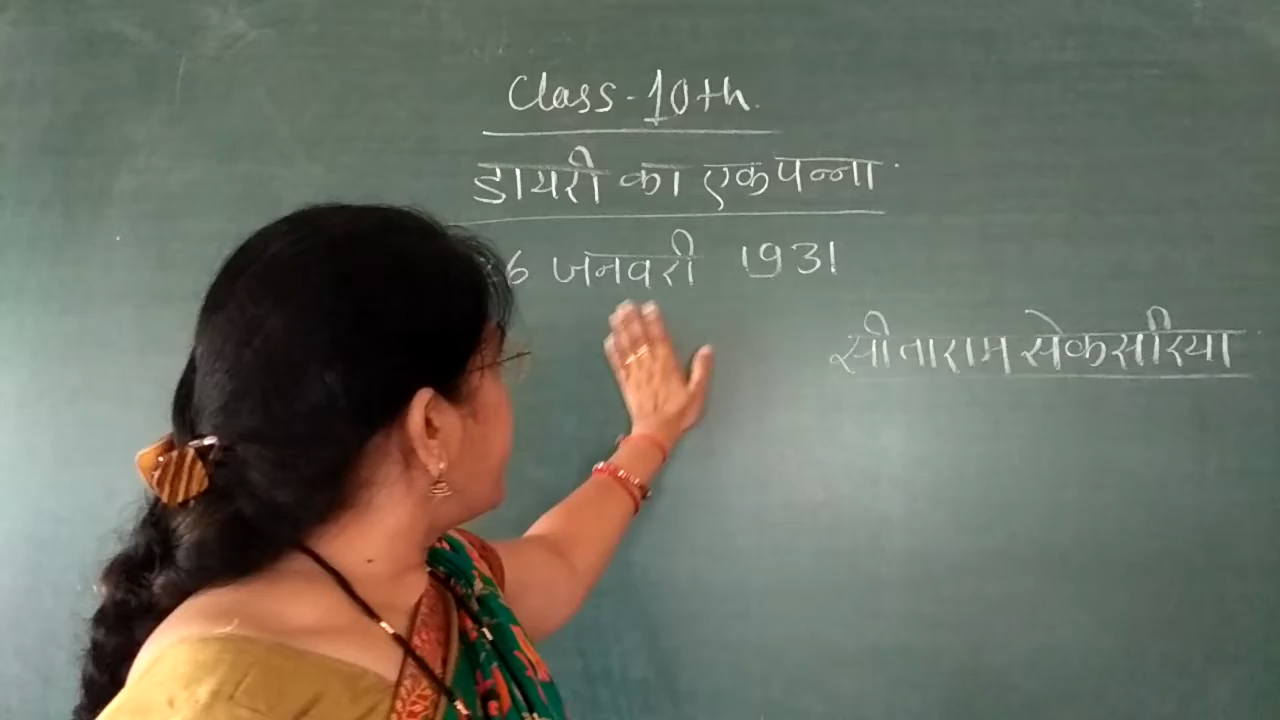 Class-10th.
डायरी का एक पन्ना
6 जनवरी 1931
सीताराम सेकसरिया